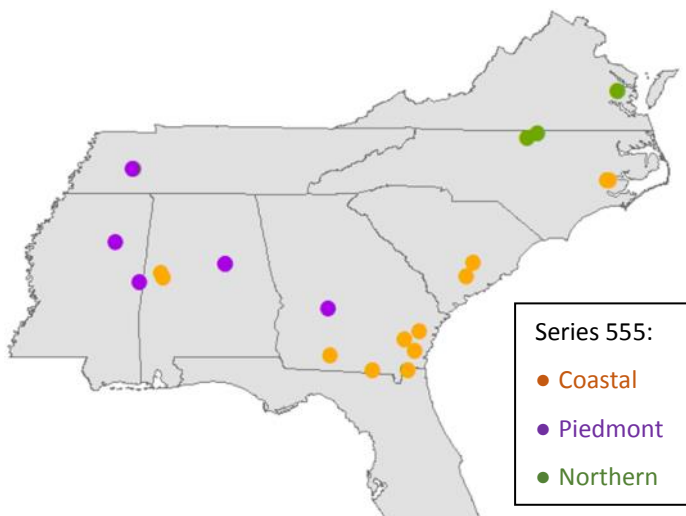 Series 555:
● Coastal
● Piedmont
● Northern